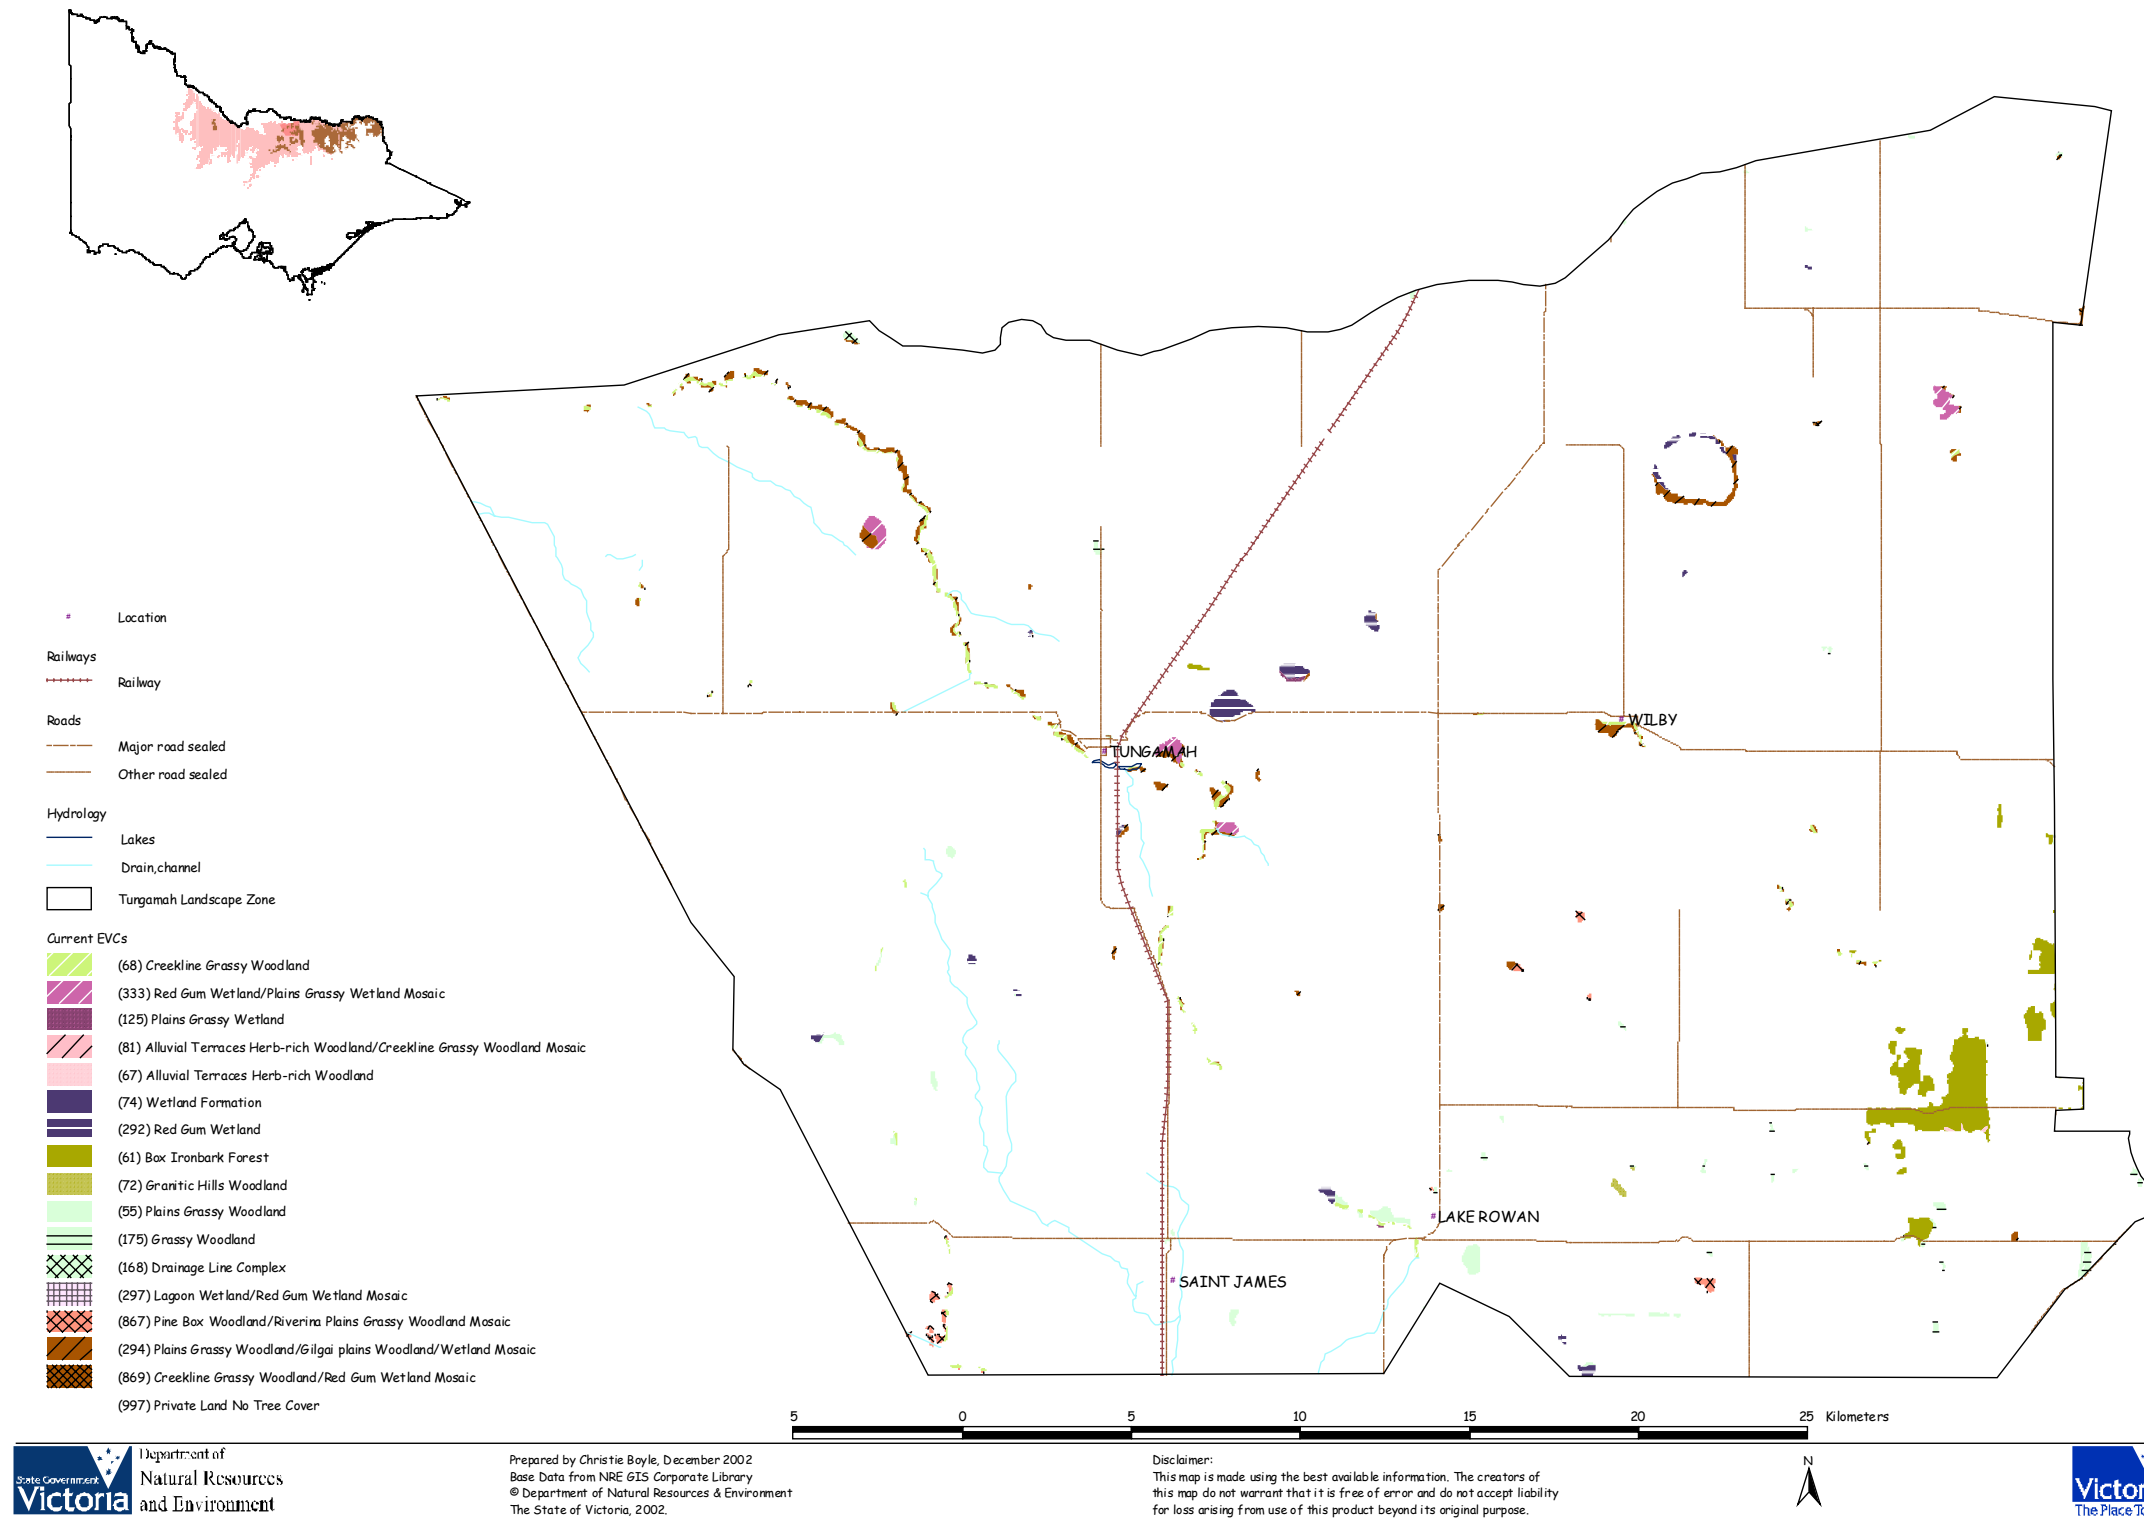 TUNGAMAH
WILBY
LAKE ROWAN
SAINT JAMES
Location
Railways
Railway
Roads
Major road sealed
Other road sealed
Hydrology
Lakes
Drain,channel
Tungamah Landscape Zone
Current EVCs
(68) Creekline Grassy Woodland
(333) Red Gum Wetland/Plains Grassy Wetland Mosaic
(125) Plains Grassy Wetland
(81) Alluvial Terraces Herb-rich Woodland/Creekline Grassy Woodland Mosaic
(67) Alluvial Terraces Herb-rich Woodland
(74) Wetland Formation
(292) Red Gum Wetland
(61) Box Ironbark Forest
(72) Granitic Hills Woodland
(55) Plains Grassy Woodland
(175) Grassy Woodland
(168) Drainage Line Complex
(297) Lagoon Wetland/Red Gum Wetland Mosaic
(867) Pine Box Woodland/Riverina Plains Grassy Woodland Mosaic
(294) Plains Grassy Woodland/Gilgai plains Woodland/Wetland Mosaic
(869) Creekline Grassy Woodland/Red Gum Wetland Mosaic
(997) Private Land No Tree Cover
5 0 5 10 15 20 25 Kilometers
State Government
Victoria
Department of
Natural Resources
and Environment
Prepared by Christie Boyle, December 2002
Base Data from NRE GIS Corporate Library
© Department of Natural Resources & Environment
The State of Victoria, 2002.
Disclaimer:
This map is made using the best available information. The creators of
this map do not warrant that it is free of error and do not accept liability
for loss arising from use of this product beyond its original purpose.
N
Victor
The Place To